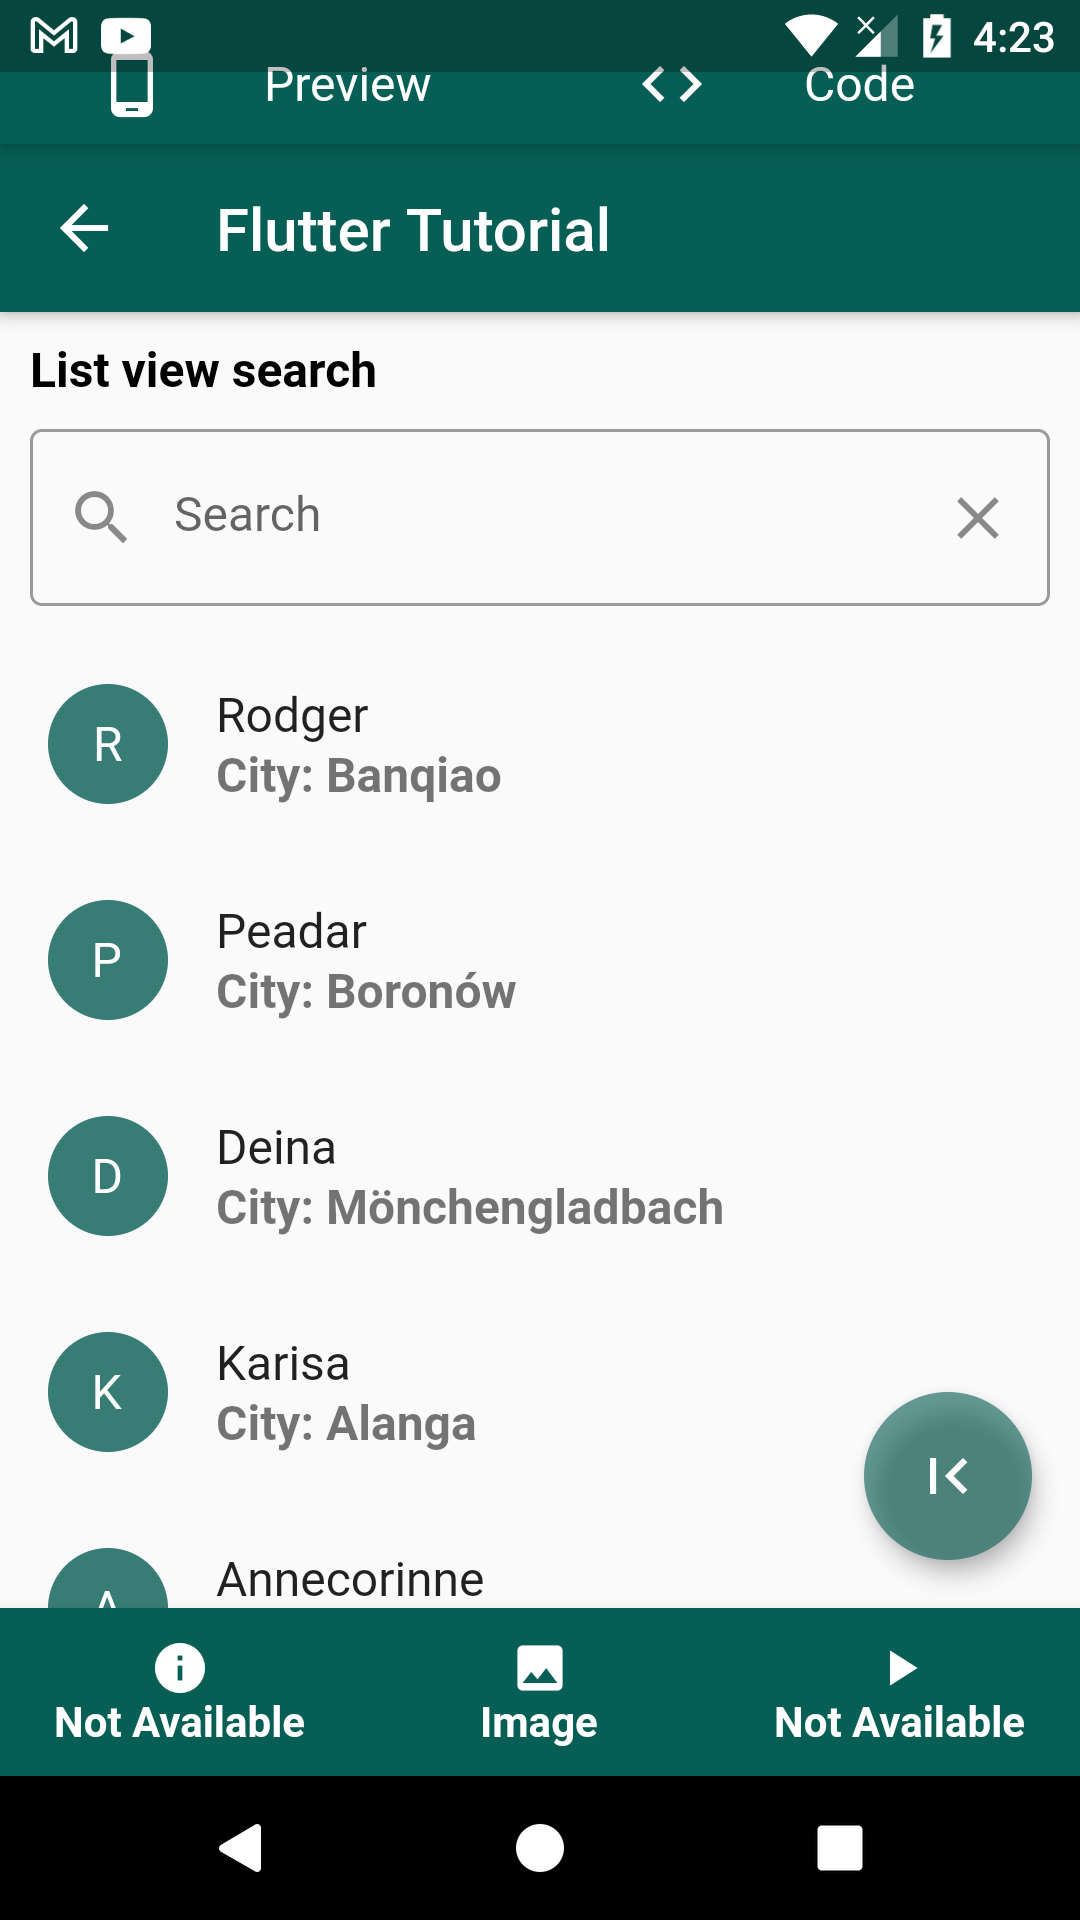 4:23
Preview
Code
Flutter Tutorial
List view search
Search
R
Rodger
City: Banqiao
P
Peadar
City: Boronów
D
Deina
City: Mönchengladbach
K
Karisa
City: Alanga
A
Annecorinne
Not Available
Image
Not Available